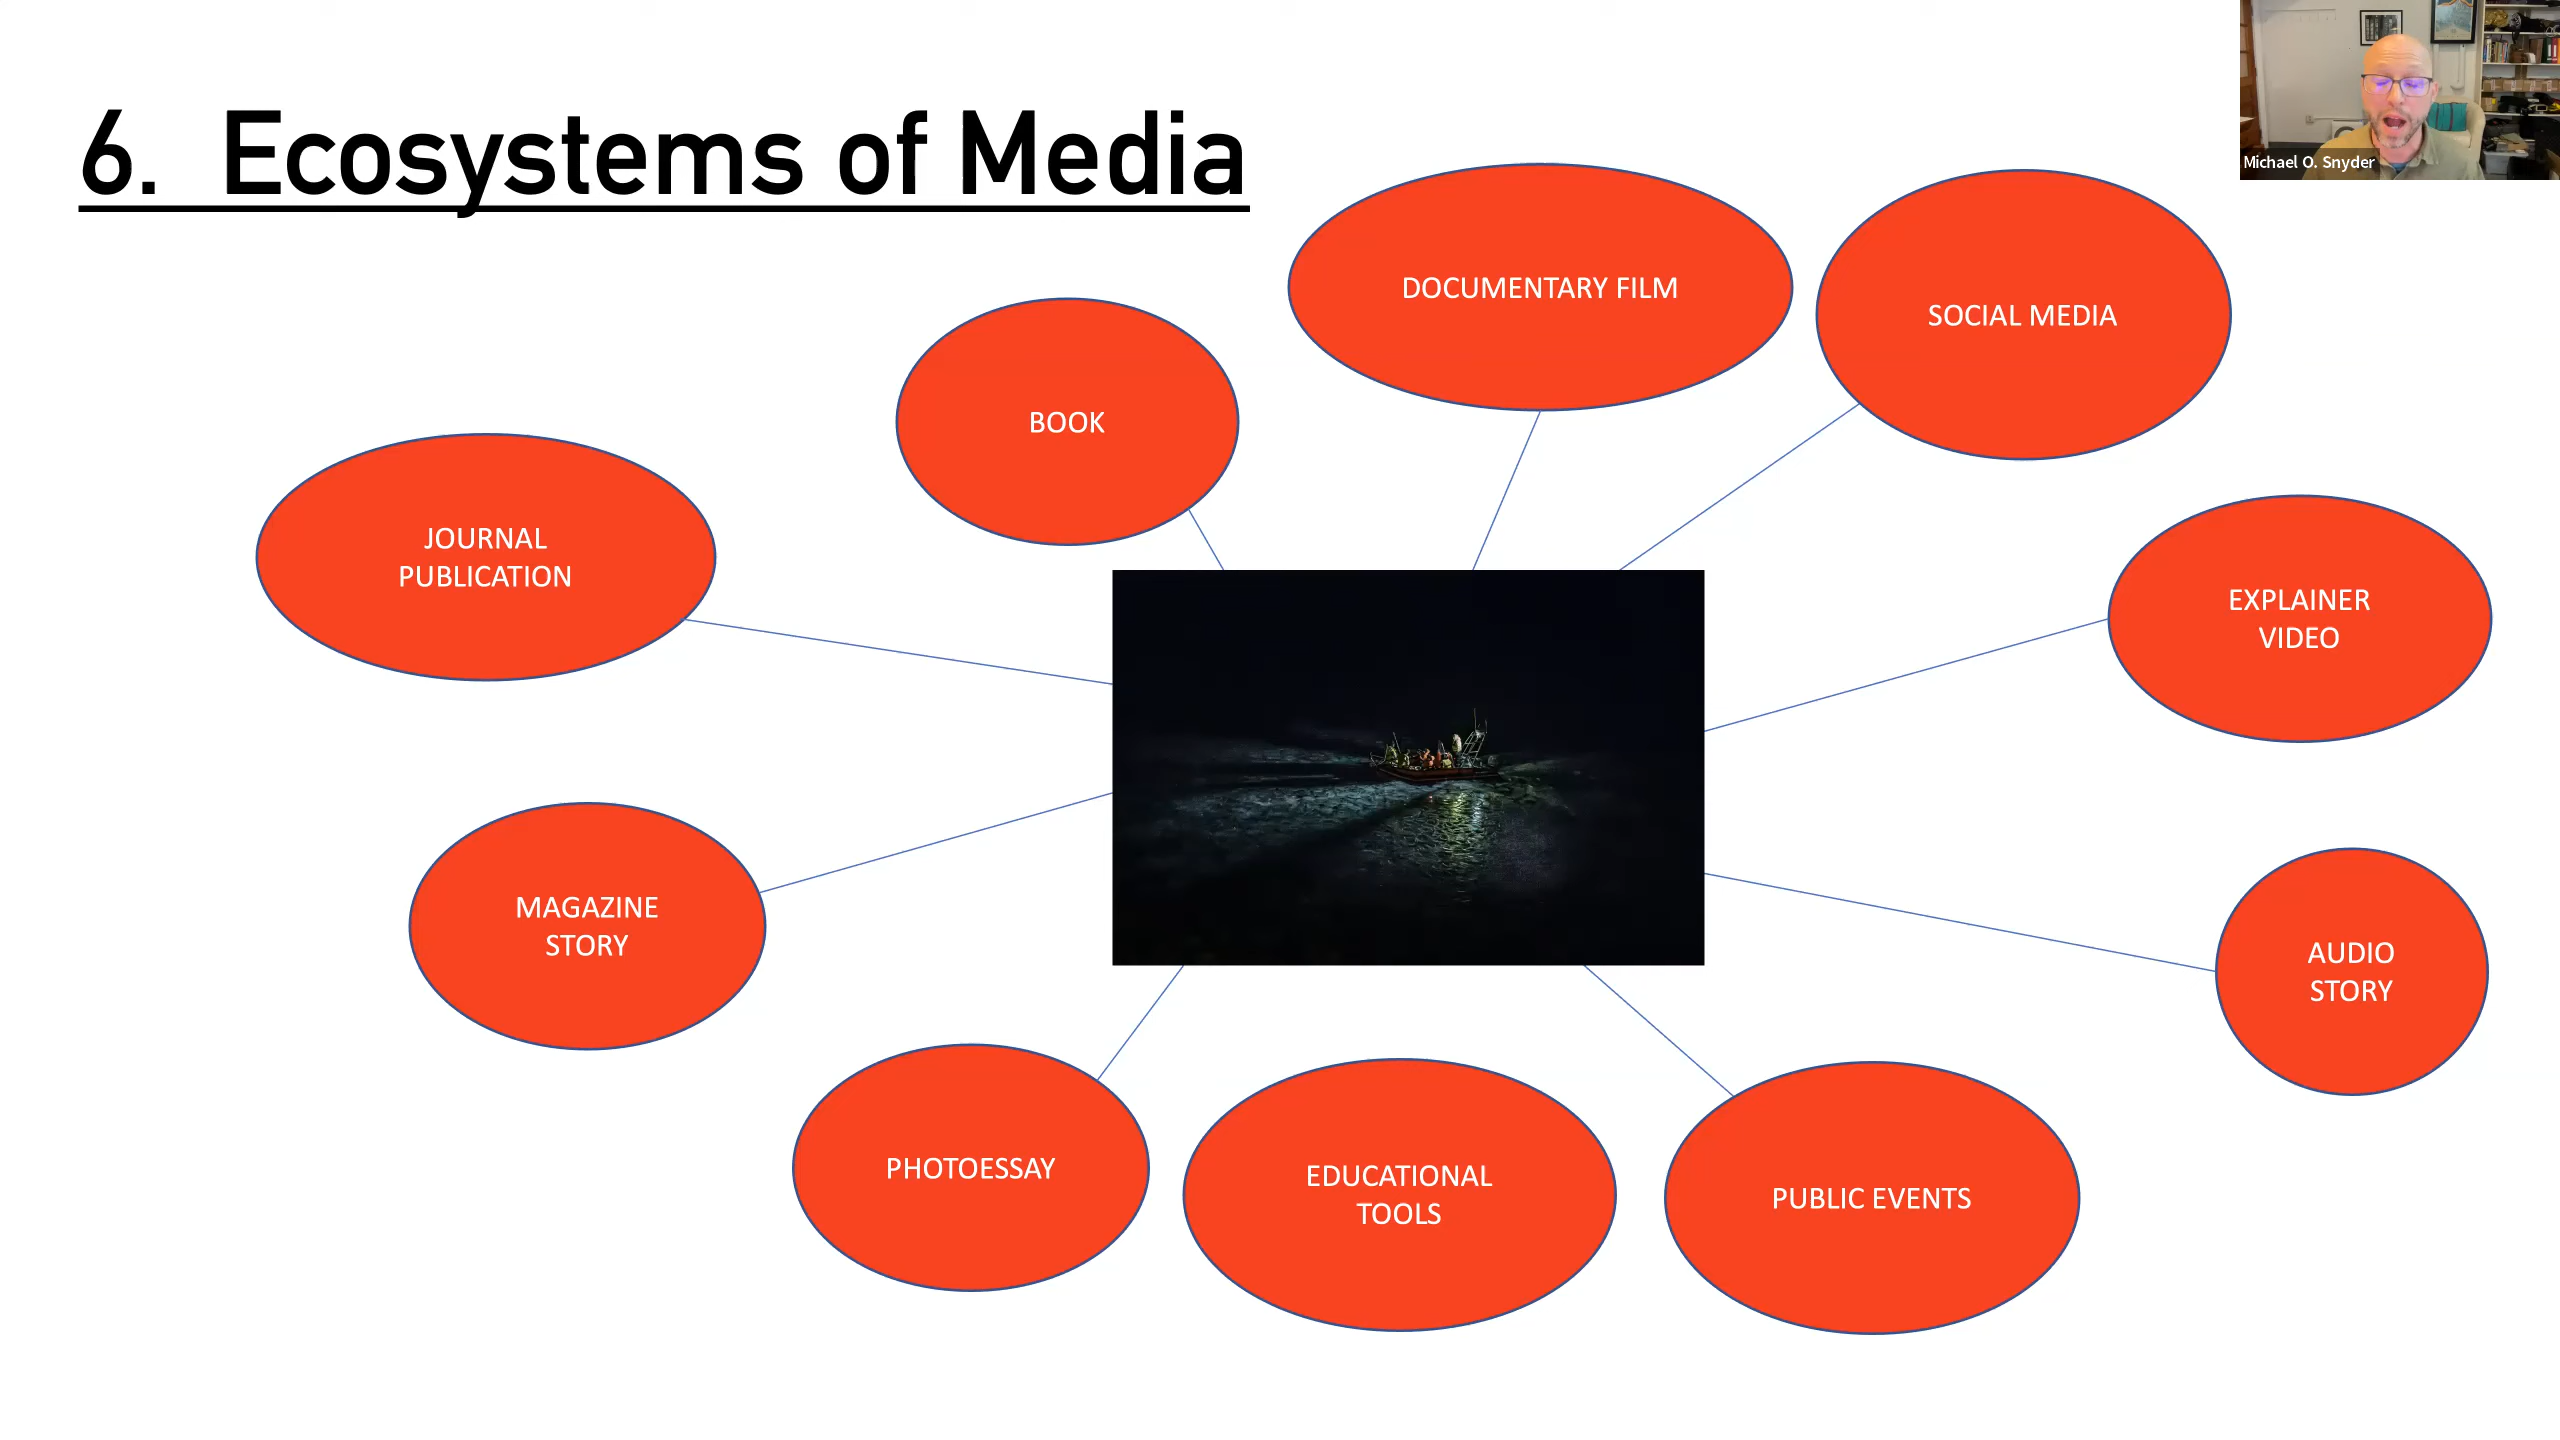 6. Ecosystems of Media
Michael O. Snyder
DOCUMENTARY FILM
SOCIAL MEDIA
BOOK
JOURNAL
PUBLICATION
EXPLAINER
VIDEO
MAGAZINE
STORY
AUDIO
STORY
PHOTOESSAY
EDUCATIONAL
TOOLS
PUBLIC EVENTS